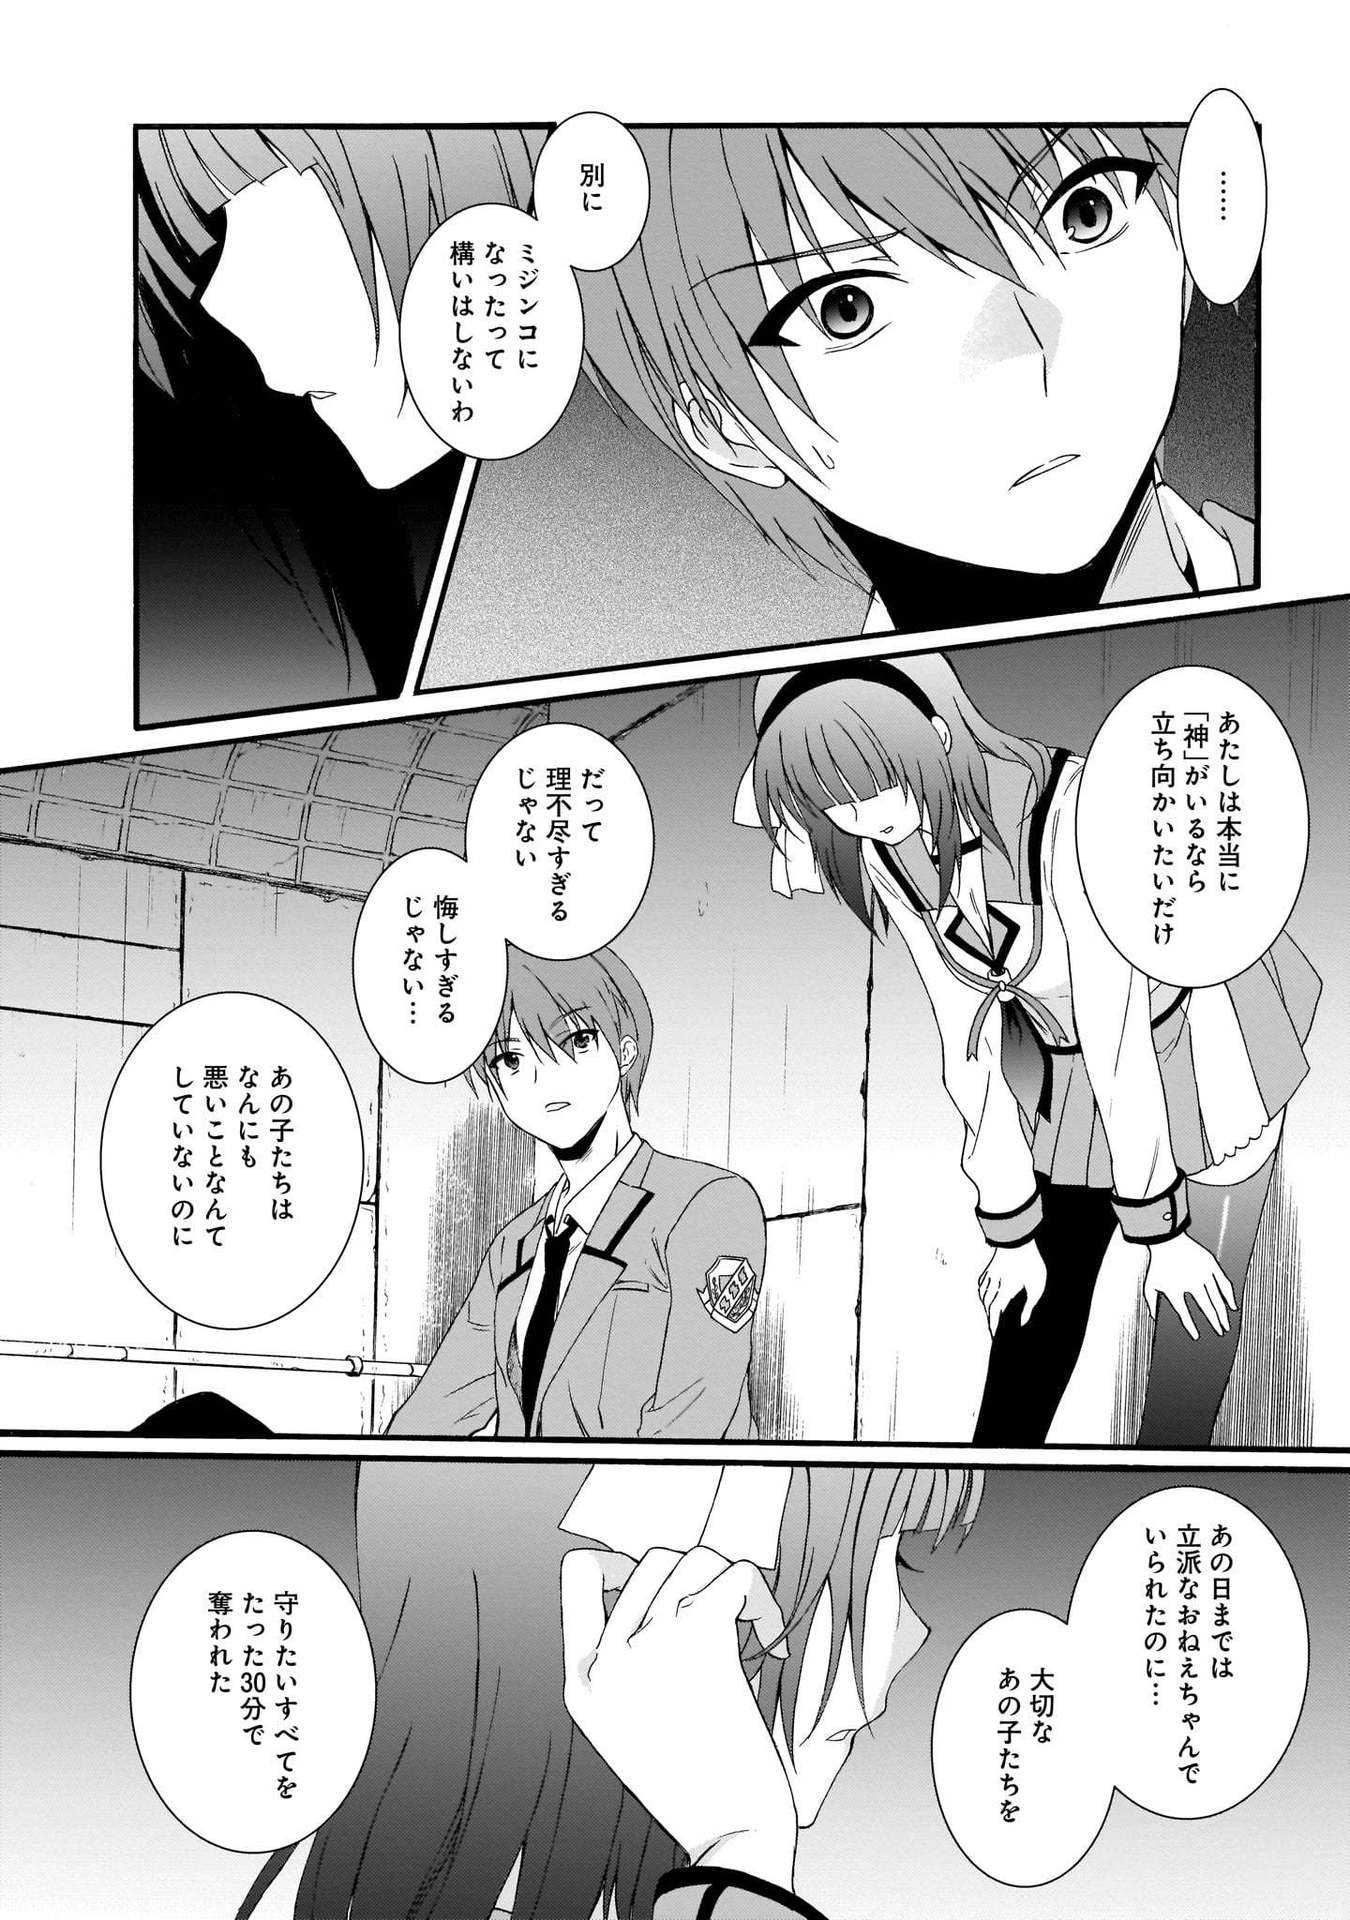 ……
別に
ミジンコに
なったって
構いはしないわ
あたしは本当に
「神」がいるなら
立ち向かいたいだけ
だって
理不尽すぎる
じゃない
悔しすぎる
じゃない…
あの子たちは
なんにも
悪いことなんて
していないのに
あの日までは
立派なおねえちゃんで
いられたのに…
大切な
あの子たちを
守りたいすべてを
たった30分で
奪われた